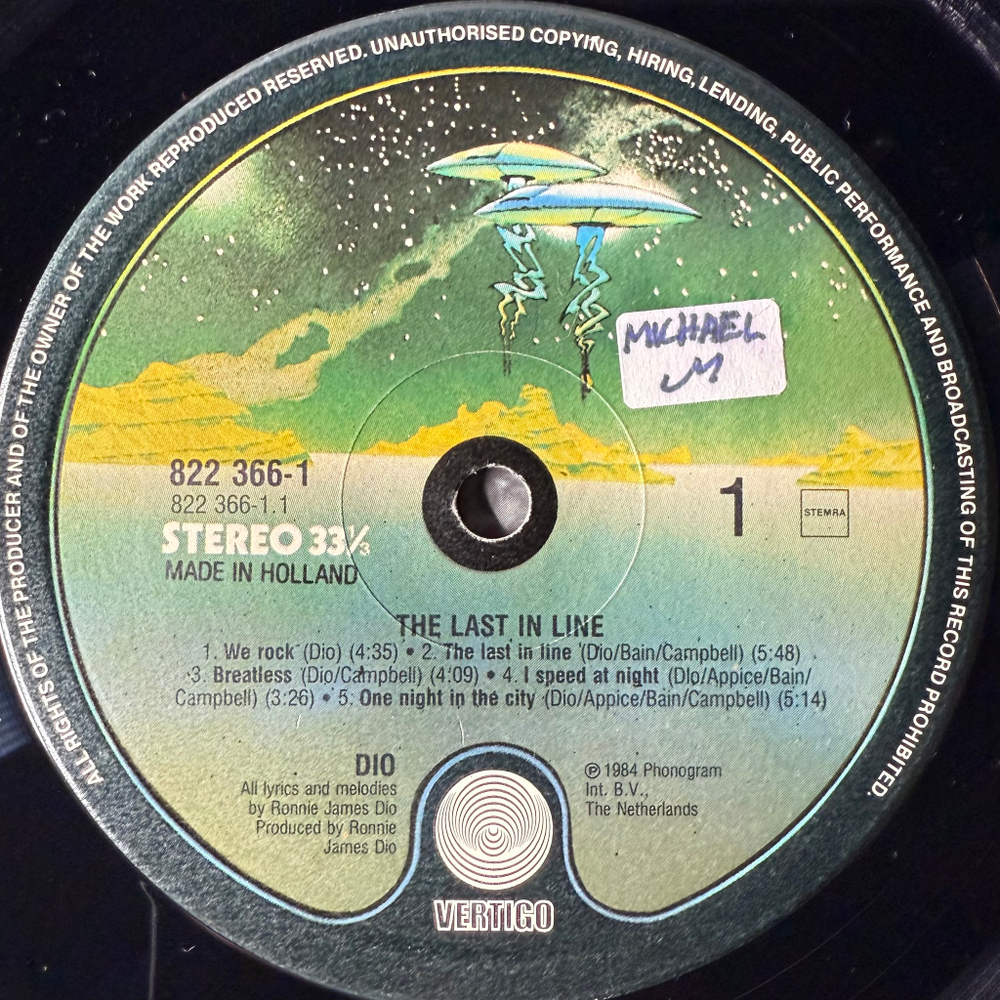 ALL RIGHTS OF THE PRODUCER AND OF THE OWNER OF THE WORK REPRODUCED RESERVED. UNAUTHORISED COPYING, HIRING, LENDING, PUBLIC PERFORMANCE AND BROADCASTING OF THIS RECORD PROHIBITED.
MICHAEL
M
822 366-1
822 366-1.1
STEREO 33⅓
MADE IN HOLLAND
1
STEMRA
THE LAST IN LINE
1. We rock (Dio) (4:35) • 2. The last in line (Dio/Bain/Campbell) (5:48)
3. Breatless (Dio/Campbell) (4:09) • 4. I speed at night (DIo/Appice/Bain/
Campbell) (3:26) • 5. One night in the city (Dio/Appice/Bain/Campbell) (5:14)
DIO
All lyrics and melodies
by Ronnie James Dio
Produced by Ronnie
James Dio
℗ 1984 Phonogram
Int. B.V.,
The Netherlands
VERTIGO